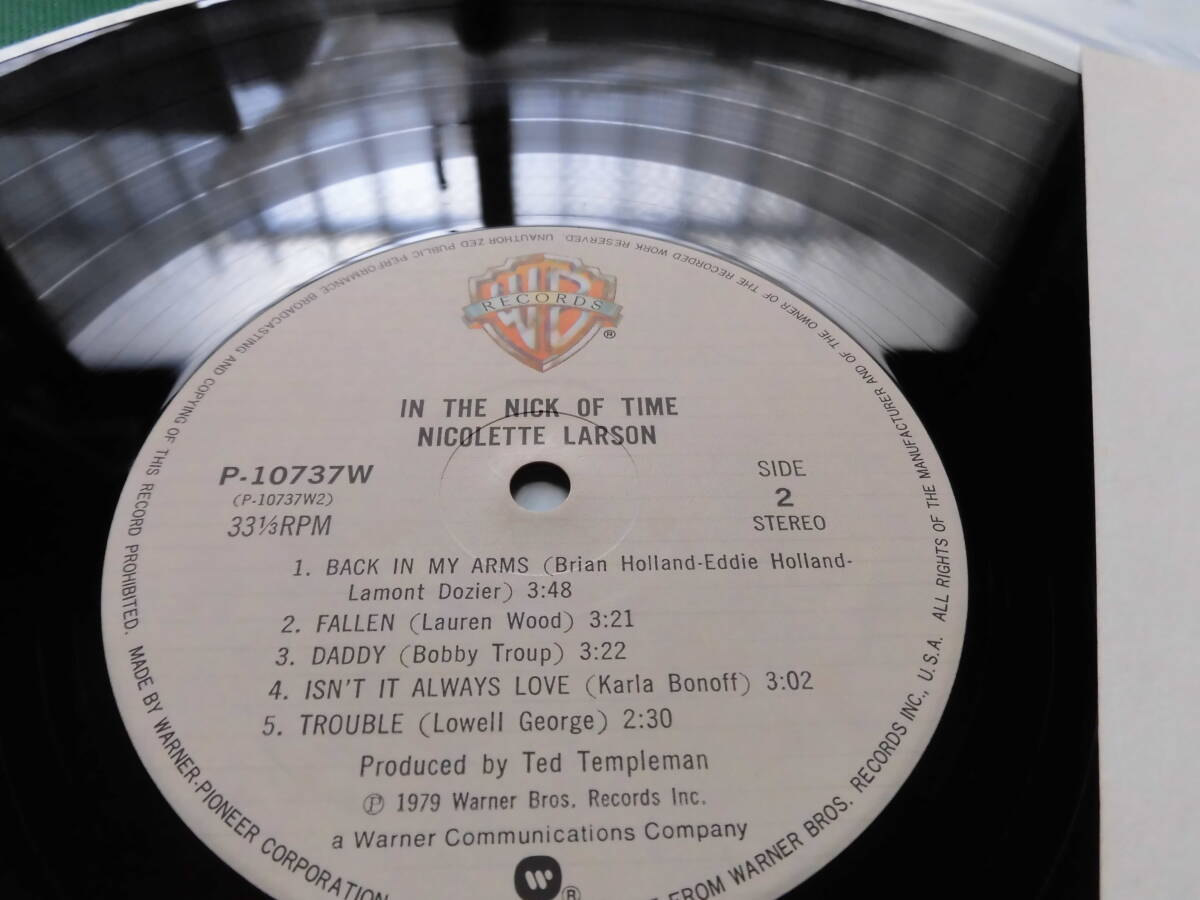 WB
RECORDS
®
IN THE NICK OF TIME
NICOLETTE LARSON
P-10737W
(P-10737W2)
33⅓RPM
SIDE
2
STEREO
1. BACK IN MY ARMS (Brian Holland-Eddie Holland-
Lamont Dozier) 3:48
2. FALLEN (Lauren Wood) 3:21
3. DADDY (Bobby Troup) 3:22
4. ISN'T IT ALWAYS LOVE (Karla Bonoff) 3:02
5. TROUBLE (Lowell George) 2:30
Produced by Ted Templeman
Ⓟ 1979 Warner Bros. Records Inc.
a Warner Communications Company
®
MADE BY WARNER-PIONEER CORPORATION
FROM WARNER BROS. RECORDS INC., U.S.A. ALL RIGHTS OF THE MANUFACTURER AND OF THE OWNER OF THE RECORDED WORK RESERVED. UNAUTHOR ZED PUBLIC PERFORMANCE BROADCASTING AND COPYING OF THIS RECORD PROHIBITED.